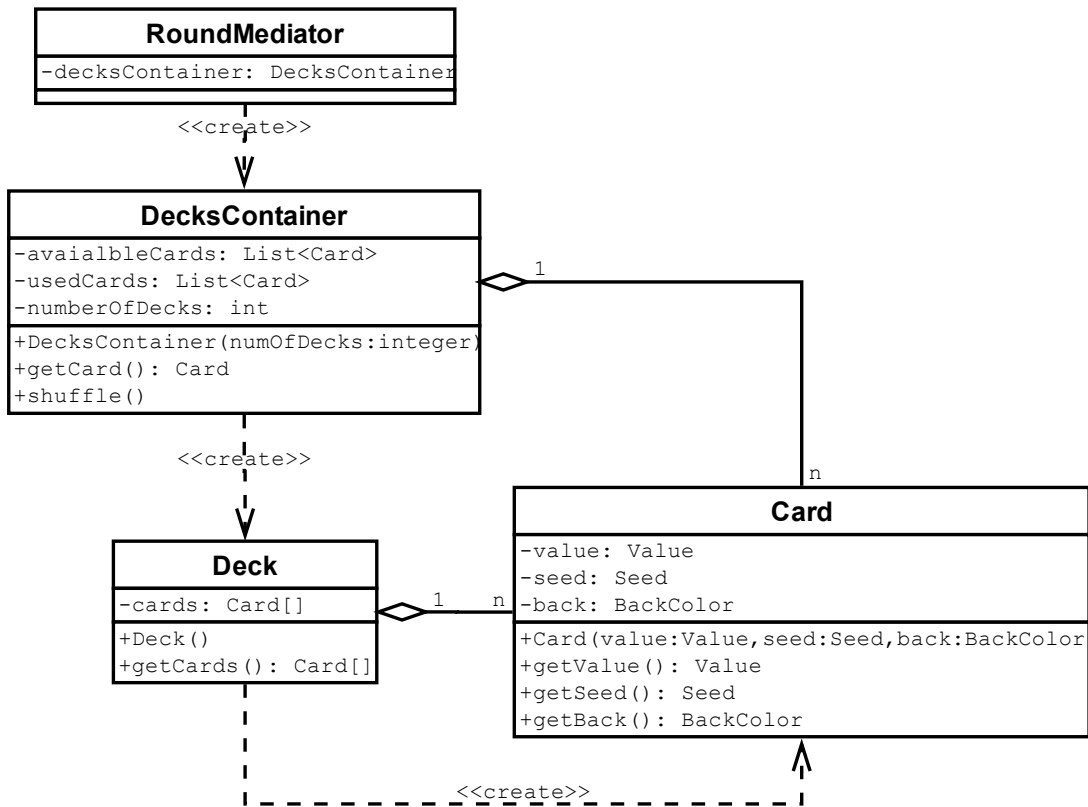 RoundMediator
-decksContainer: DecksContainer
<<create>>
DecksContainer
-avaialbleCards: List<Card>
-usedCards: List<Card>
-numberOfDecks: int
+DecksContainer(numOfDecks:integer)
+getCard(): Card
+shuffle()
1
n
<<create>>
Deck
-cards: Card[]
+Deck()
+getCards(): Card[]
1
n
Card
-value: Value
-seed: Seed
-back: BackColor
+Card(value:Value,seed:Seed,back:BackColor
+getValue(): Value
+getSeed(): Seed
+getBack(): BackColor
<<create>>